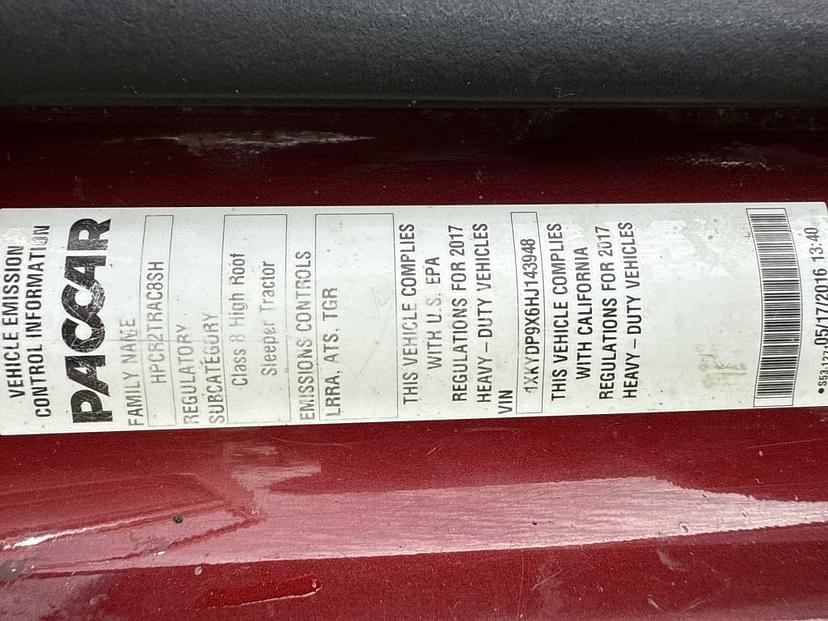 VEHICLE EMISSION
CONTROL INFORMATION
PACCAR
FAMILY NAME
HPCR2TRAC8SH
REGULATORY
SUBCATEGORY
Class 8 High Roof
Sleeper Tractor
EMISSIONS CONTROLS
LRRA, ATS, TGR
THIS VEHICLE COMPLIES
WITH U.S. EPA
REGULATIONS FOR 2017
HEAVY-DUTY VEHICLES
VIN
1XKYDP9X6HJ143948
THIS VEHICLE COMPLIES
WITH CALIFORNIA
REGULATIONS FOR 2017
HEAVY-DUTY VEHICLES
05/17/2016 13:40